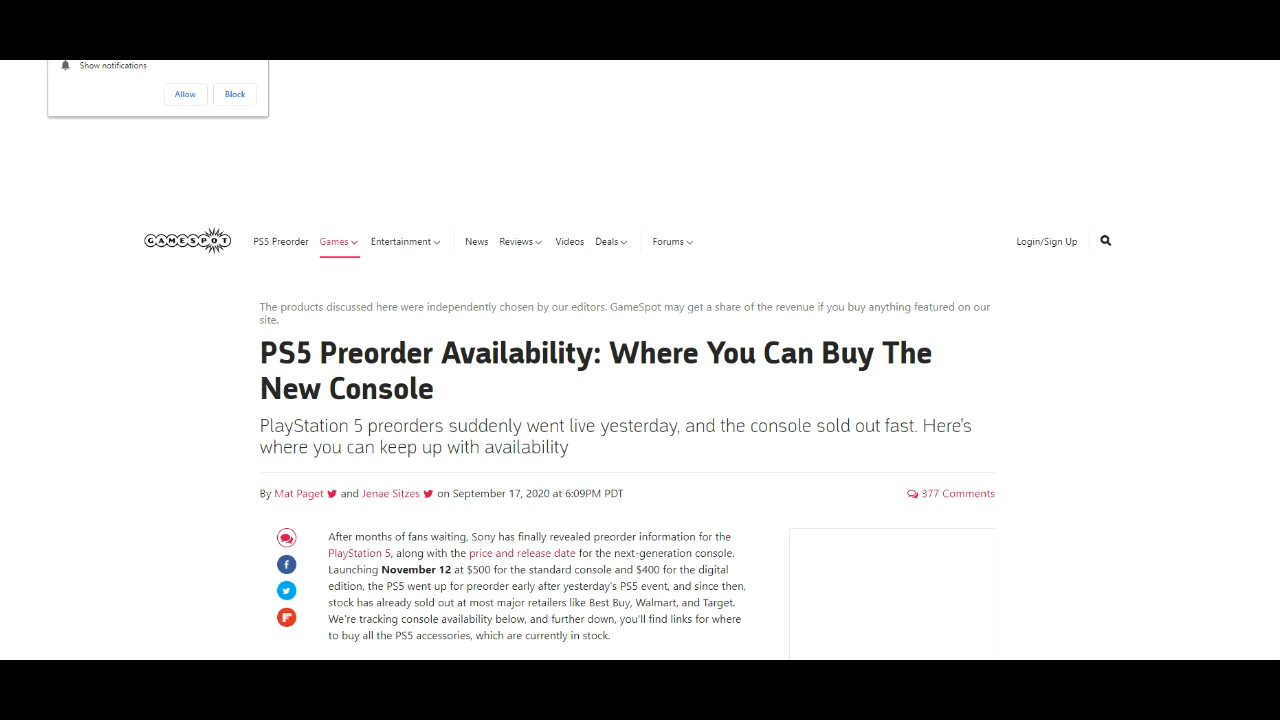 Show notifications
Allow Block
GAMESPOT PS5 Preorder Games Entertainment News Reviews Videos Deals Forums Login/Sign Up
The products discussed here were independently chosen by our editors. GameSpot may get a share of the revenue if you buy anything featured on our
site.
PS5 Preorder Availability: Where You Can Buy The
New Console
PlayStation 5 preorders suddenly went live yesterday, and the console sold out fast. Here's
where you can keep up with availability
By Mat Paget and Jenae Sitzes on September 17, 2020 at 6:09PM PDT 377 Comments
After months of fans waiting, Sony has finally revealed preorder information for the
PlayStation 5, along with the price and release date for the next-generation console.
Launching November 12 at $500 for the standard console and $400 for the digital
edition, the PS5 went up for preorder early after yesterday's PS5 event, and since then,
stock has already sold out at most major retailers like Best Buy, Walmart, and Target.
We're tracking console availability below, and further down, you'll find links for where
to buy all the PS5 accessories, which are currently in stock.